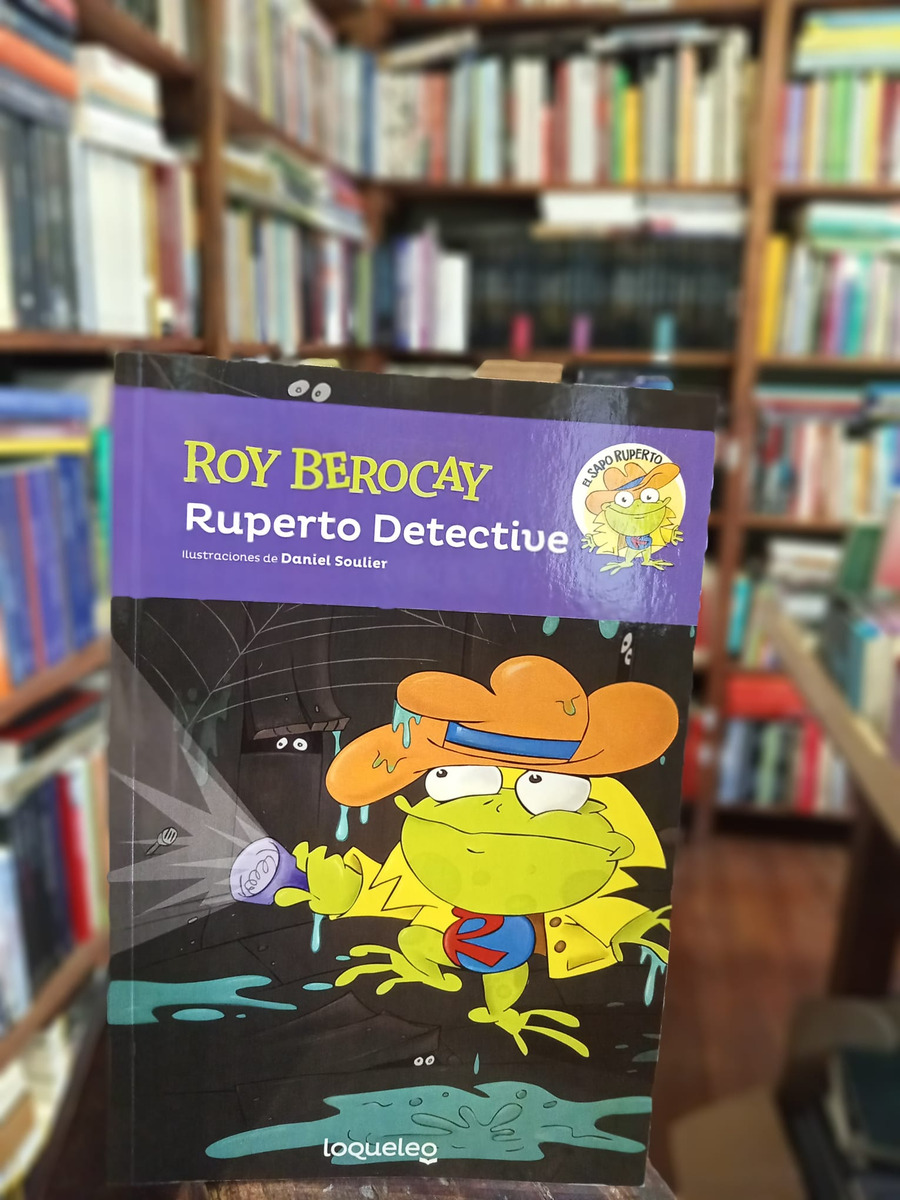 ROY BEROCAY
Ruperto Detective
Ilustraciones de Daniel Soulier
EL SAPO RUPERTO
R
loqueleo